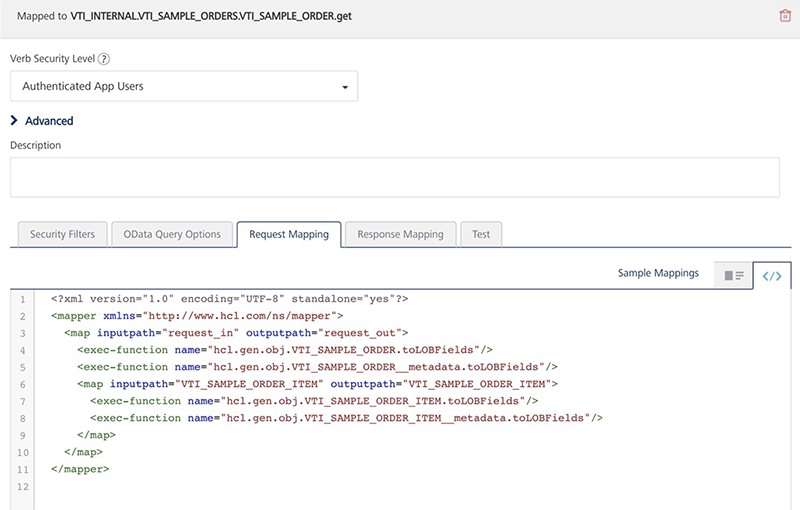 Mapped to VTI_INTERNAL.VTI_SAMPLE_ORDERS.VTI_SAMPLE_ORDER.get
Verb Security Level ?
Authenticated App Users
Advanced
Description
Security Filters OData Query Options Request Mapping Response Mapping Test
Sample Mappings </>
1 <?xml version="1.0" encoding="UTF-8" standalone="yes"?>
2 <mapper xmlns="http://www.hcl.com/ns/mapper">
3 <map inputpath="request_in" outputpath="request_out">
4 <exec-function name="hcl.gen.obj.VTI_SAMPLE_ORDER.toLOBFields"/>
5 <exec-function name="hcl.gen.obj.VTI_SAMPLE_ORDER__metadata.toLOBFields"/>
6 <map inputpath="VTI_SAMPLE_ORDER_ITEM" outputpath="VTI_SAMPLE_ORDER_ITEM">
7 <exec-function name="hcl.gen.obj.VTI_SAMPLE_ORDER_ITEM.toLOBFields"/>
8 <exec-function name="hcl.gen.obj.VTI_SAMPLE_ORDER_ITEM__metadata.toLOBFields"/>
9 </map>
10 </map>
11 </mapper>
12